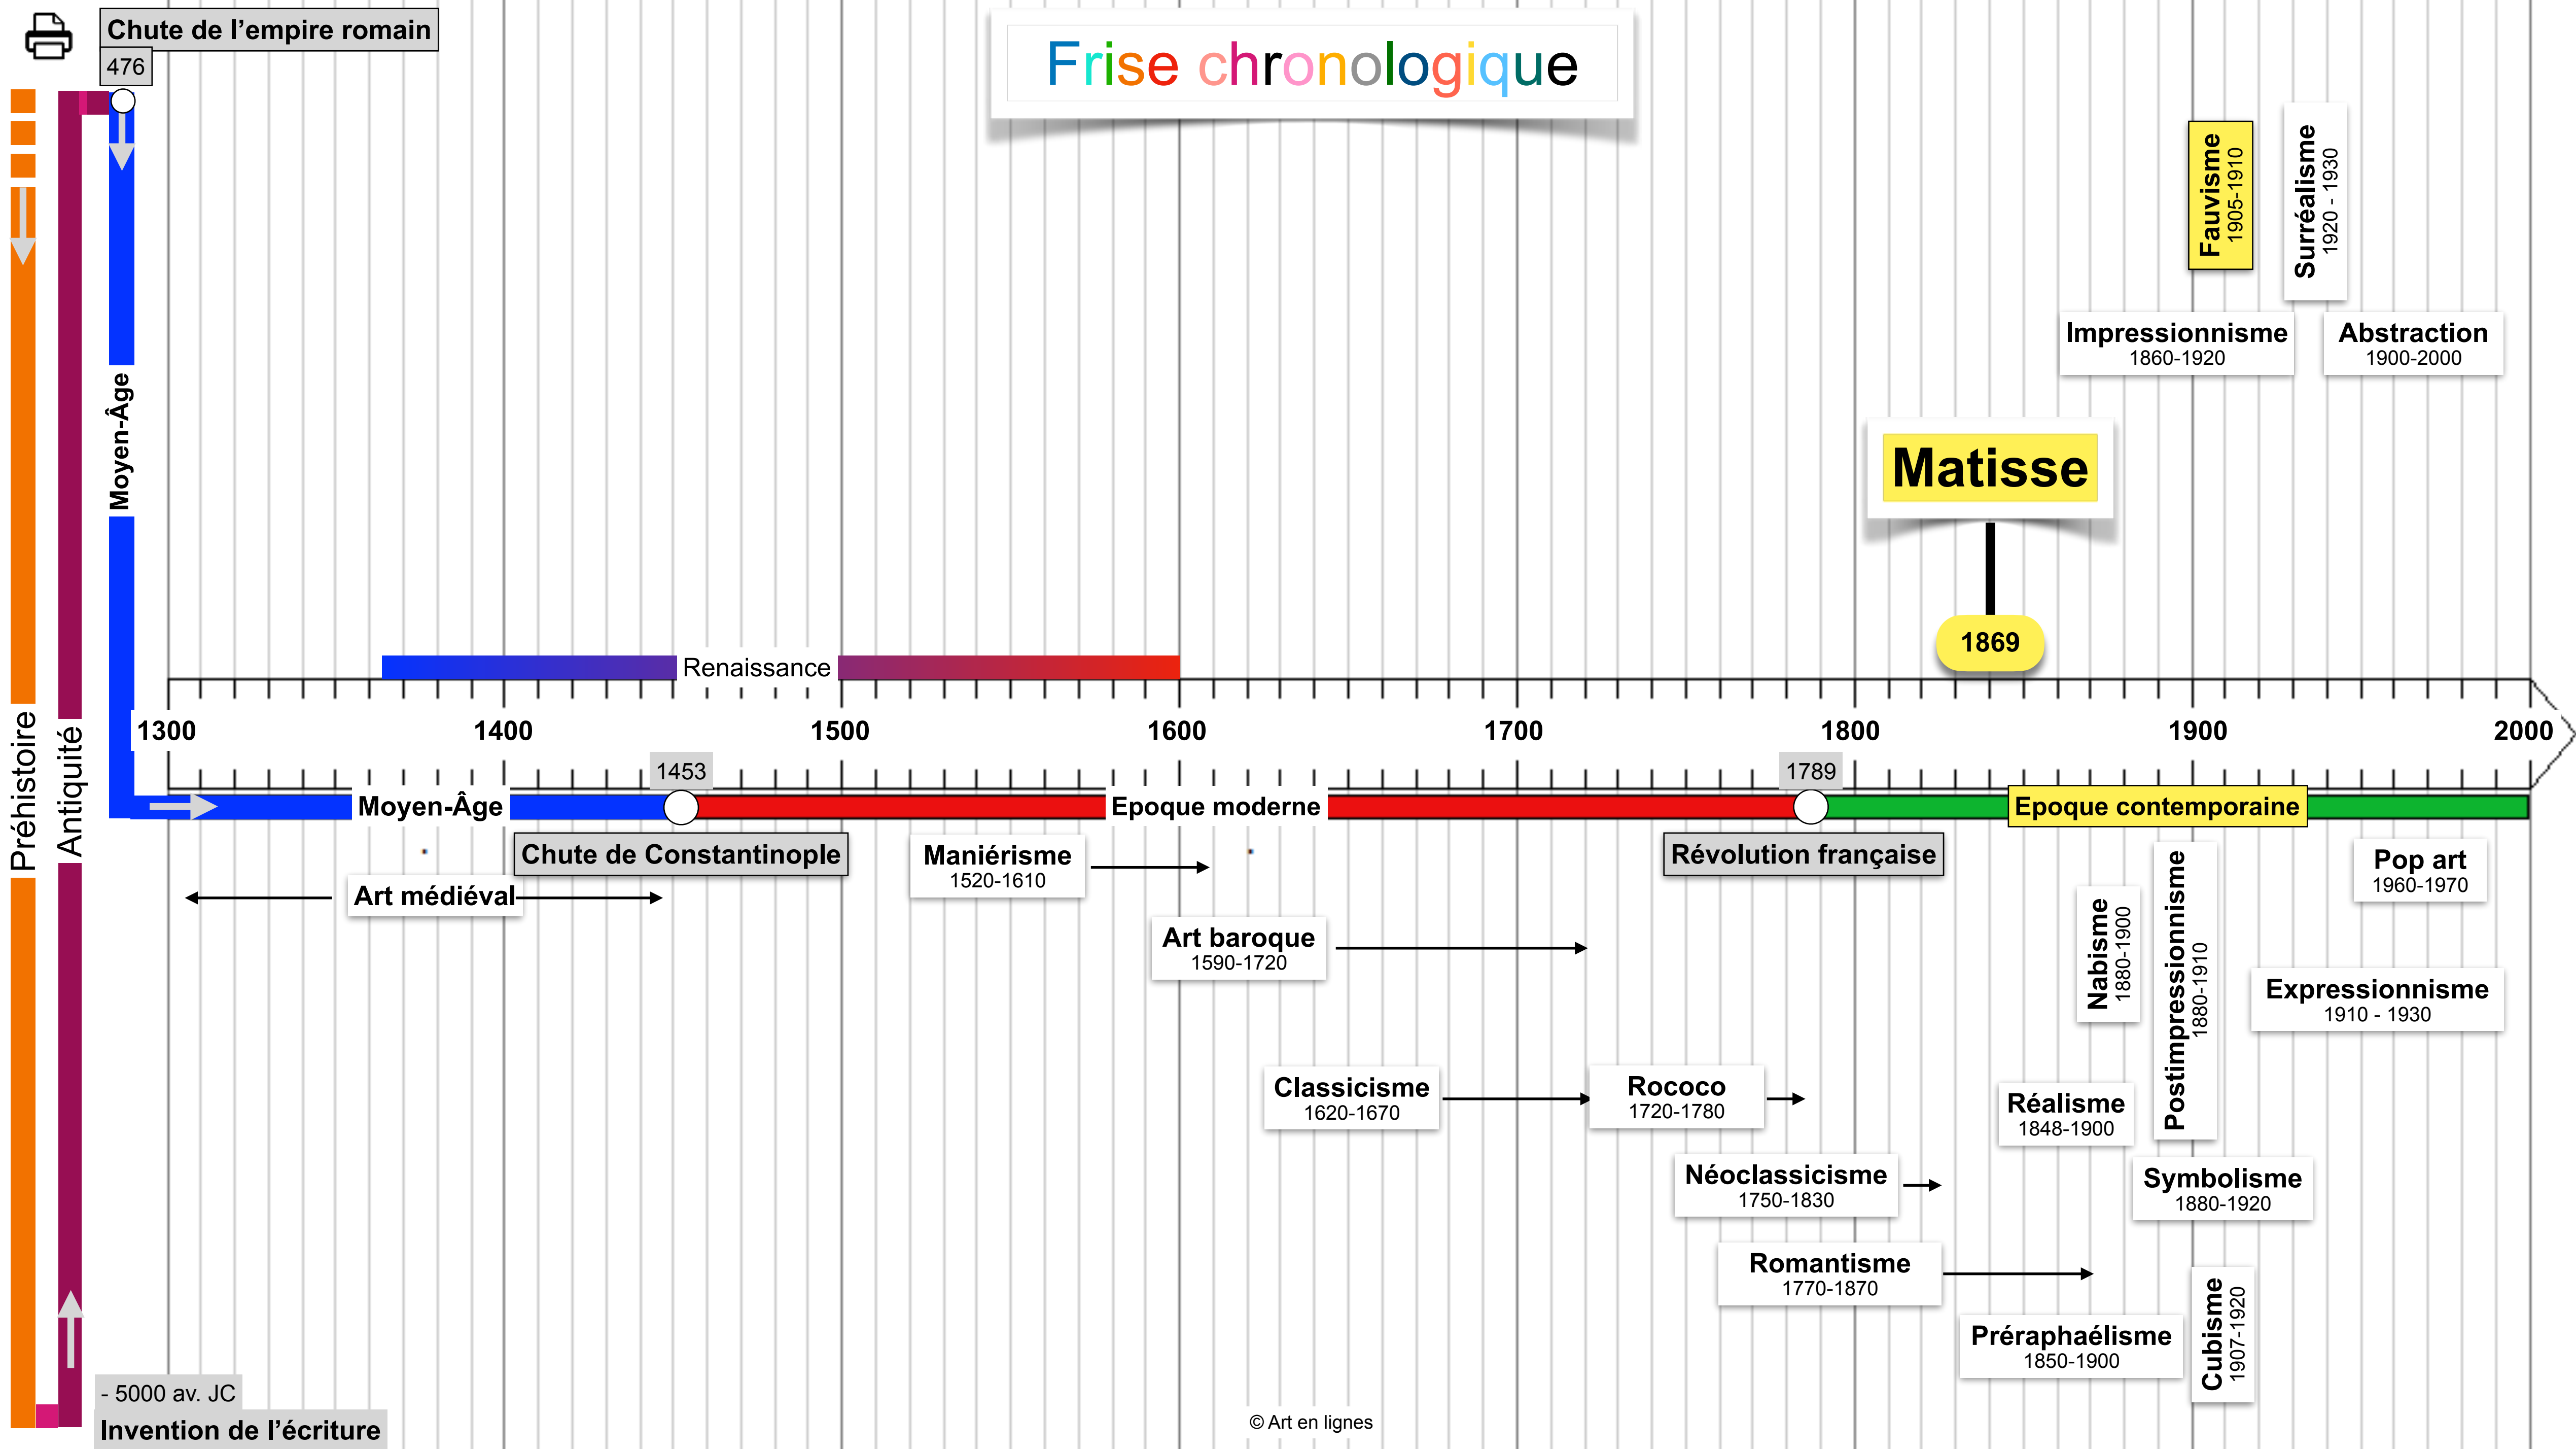 Chute de l’empire romain
476
Frise chronologique
Fauvisme
1905-1910
Surréalisme
1920 - 1930
Impressionnisme
1860-1920
Abstraction
1900-2000
Moyen-Âge
Matisse
1869
Renaissance
Préhistoire
Antiquité
1300 1400 1500 1600 1700 1800 1900 2000
1453
1789
Moyen-Âge
Epoque moderne
Epoque contemporaine
Chute de Constantinople
Révolution française
Maniérisme
1520-1610
Pop art
1960-1970
Art médiéval
Art baroque
1590-1720
Nabisme
1880-1900
Postimpressionnisme
1880-1910
Expressionnisme
1910 - 1930
Classicisme
1620-1670
Rococo
1720-1780
Réalisme
1848-1900
Néoclassicisme
1750-1830
Symbolisme
1880-1920
Romantisme
1770-1870
Préraphaélisme
1850-1900
Cubisme
1907-1920
- 5000 av. JC
Invention de l’écriture
© Art en lignes